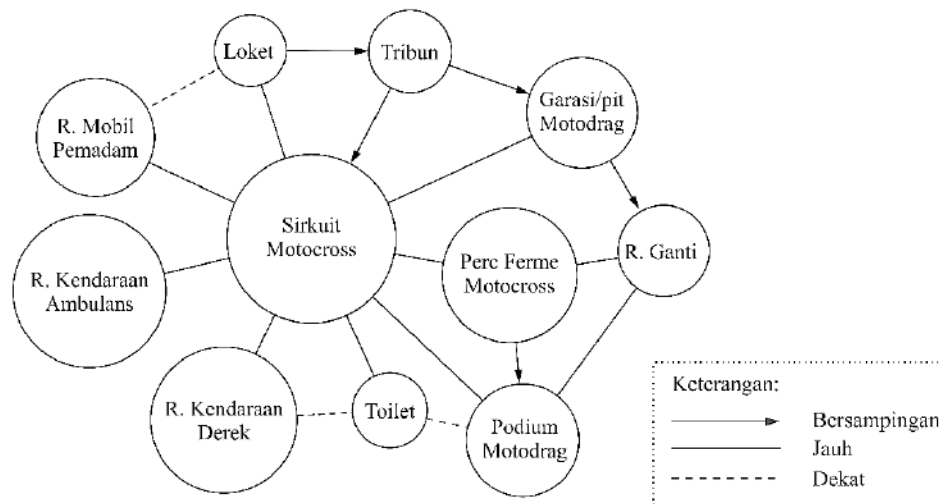 Loket
Tribun
Garasi/pit
Motodrag
R. Mobil
Pemadam
Sirkuit
Motocross
Perc Ferme
Motocross
R. Ganti
R. Kendaraan
Ambulans
R. Kendaraan
Derek
Toilet
Podium
Motodrag
Keterangan:
Bersampingan
Jauh
Dekat